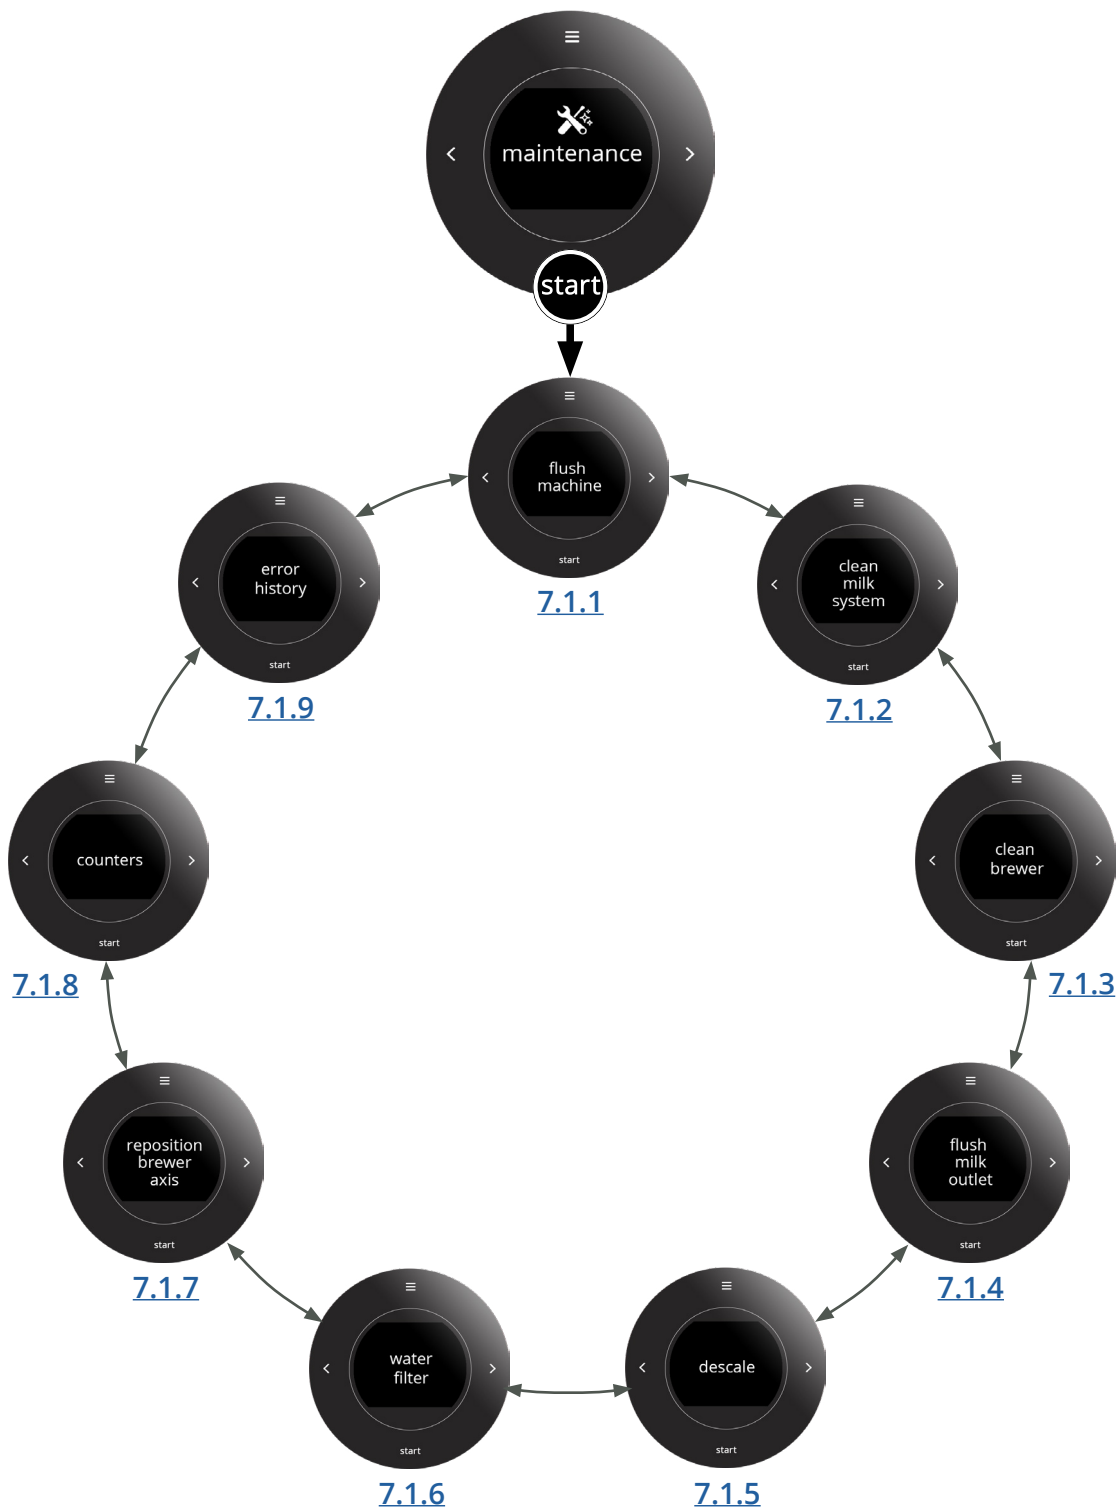 maintenance
start
flush
machine
start
7.1.1
clean
milk
system
start
7.1.2
clean
brewer
start
7.1.3
flush
milk
outlet
start
7.1.4
descale
start
7.1.5
water
filter
start
7.1.6
reposition
brewer
axis
start
7.1.7
counters
start
7.1.8
error
history
start
7.1.9